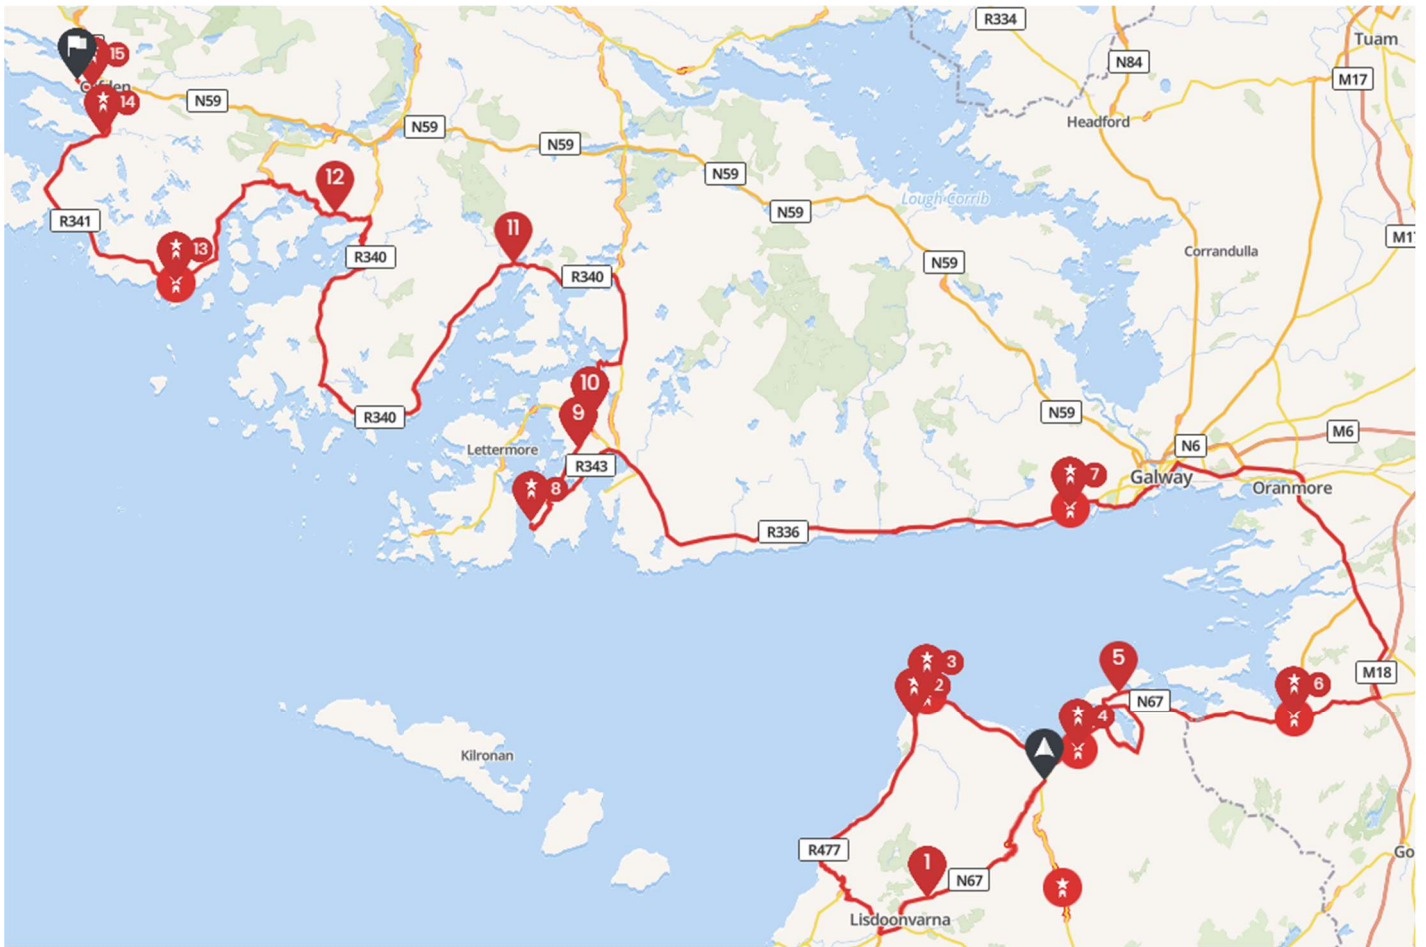 R334
Tuam
15
N84
M17
Clifden
14
N59
N59
Headford
N59
12
N59
Lough Corrib
N59
R341
11
M17
13
R340
R340
N59
Corrandulla
10
9
N59
R340
M6
N6
Lettermore
R343
7
Galway
8
Oranmore
R336
5
3
M18
2
6
N67
4
Kilronan
R477
Go
1
N67
Lisdoonvarna